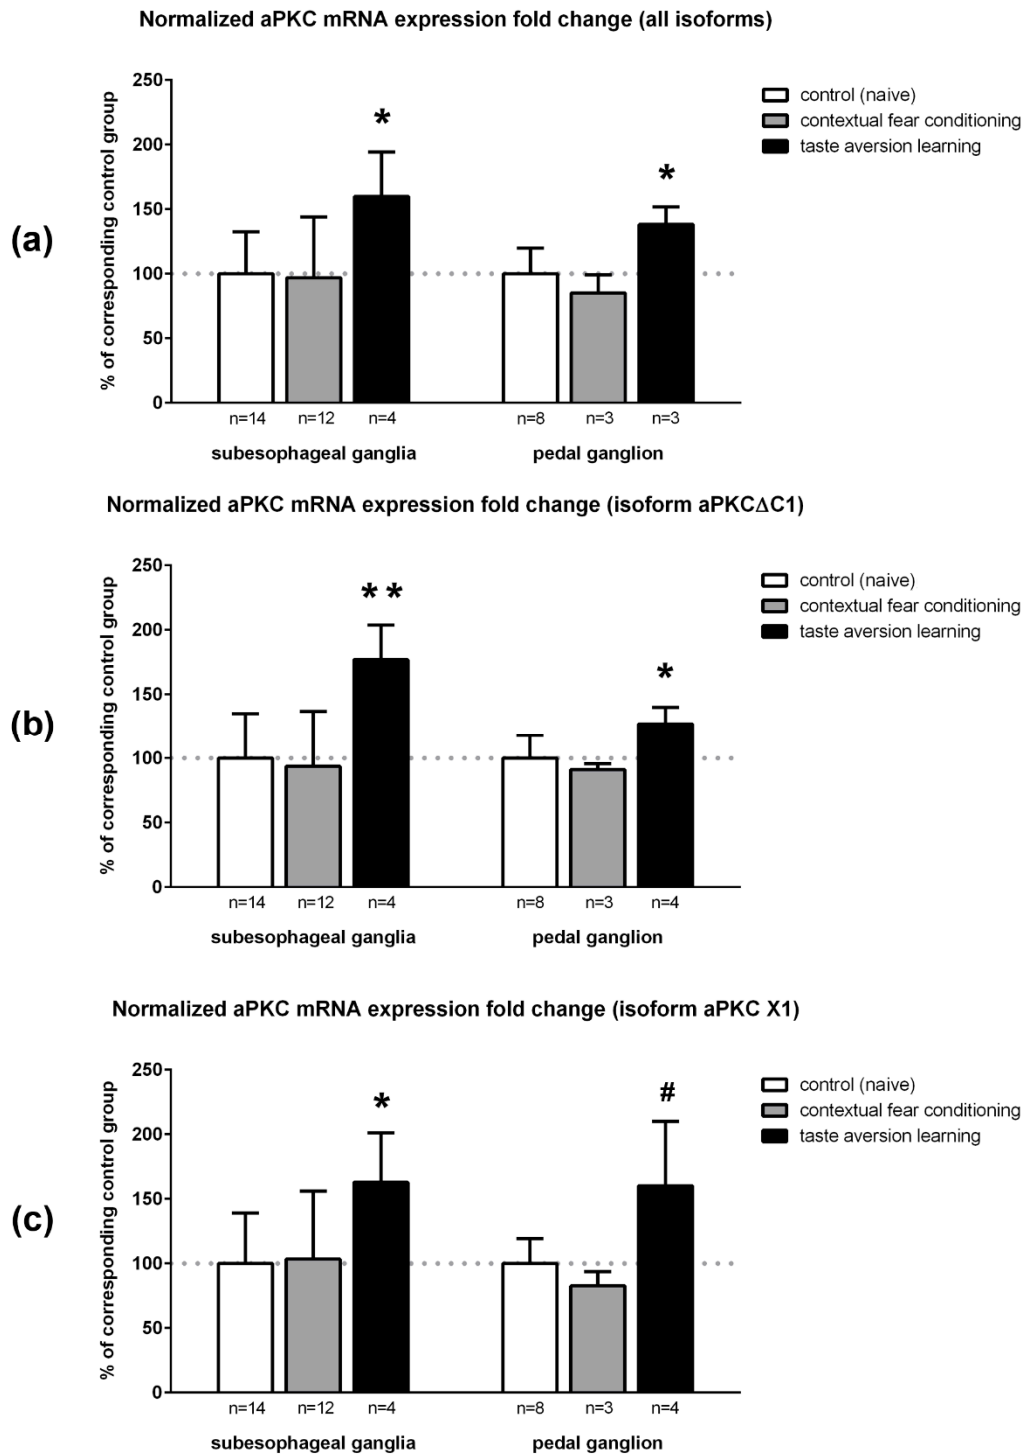 Normalized aPKC mRNA expression fold change (all isoforms)
(a)
% of corresponding control group
250
200
150
100
50
0
* *
control (naive)
contextual fear conditioning
taste aversion learning
n=14 n=12 n=4 n=8 n=3 n=3
subesophageal ganglia pedal ganglion
Normalized aPKC mRNA expression fold change (isoform aPKCΔC1)
(b)
% of corresponding control group
250
200
150
100
50
0
** *
control (naive)
contextual fear conditioning
taste aversion learning
n=14 n=12 n=4 n=8 n=3 n=4
subesophageal ganglia pedal ganglion
Normalized aPKC mRNA expression fold change (isoform aPKC X1)
(c)
% of corresponding control group
250
200
150
100
50
0
* #
control (naive)
contextual fear conditioning
taste aversion learning
n=14 n=12 n=4 n=8 n=3 n=4
subesophageal ganglia pedal ganglion